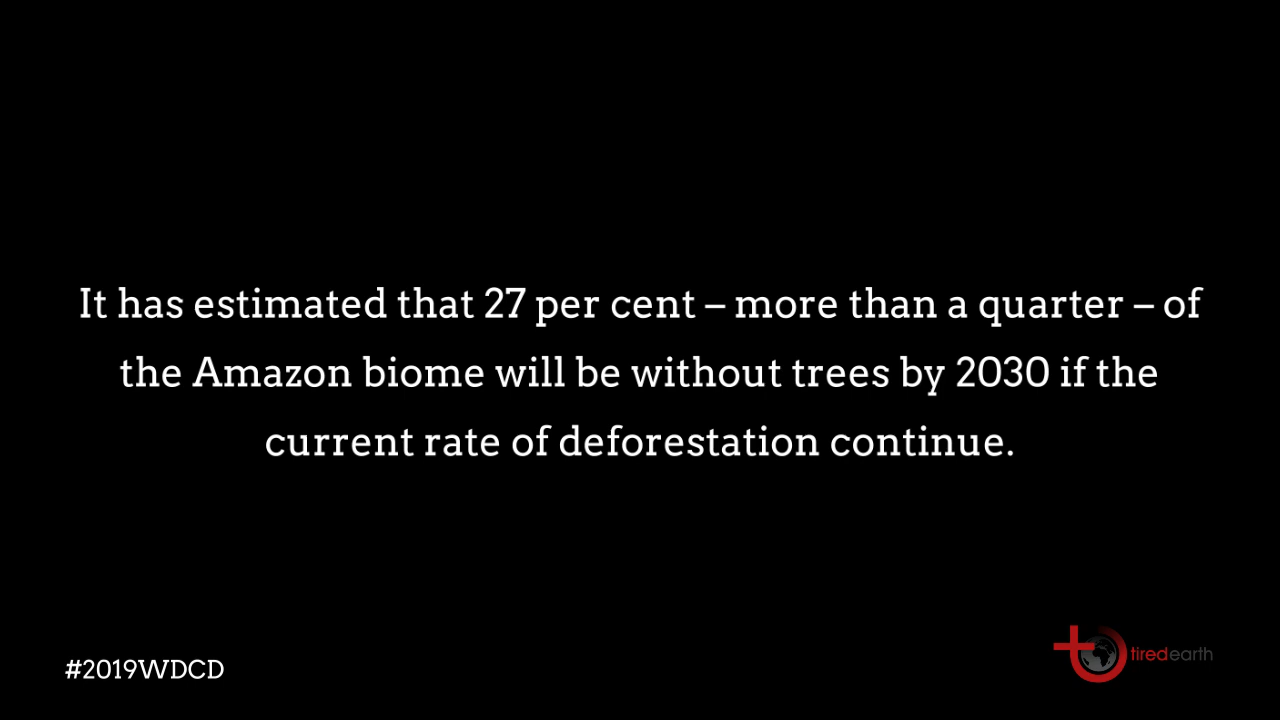 It has estimated that 27 per cent – more than a quarter – of
the Amazon biome will be without trees by 2030 if the
current rate of deforestation continue.
#2019WDCD
tiredearth